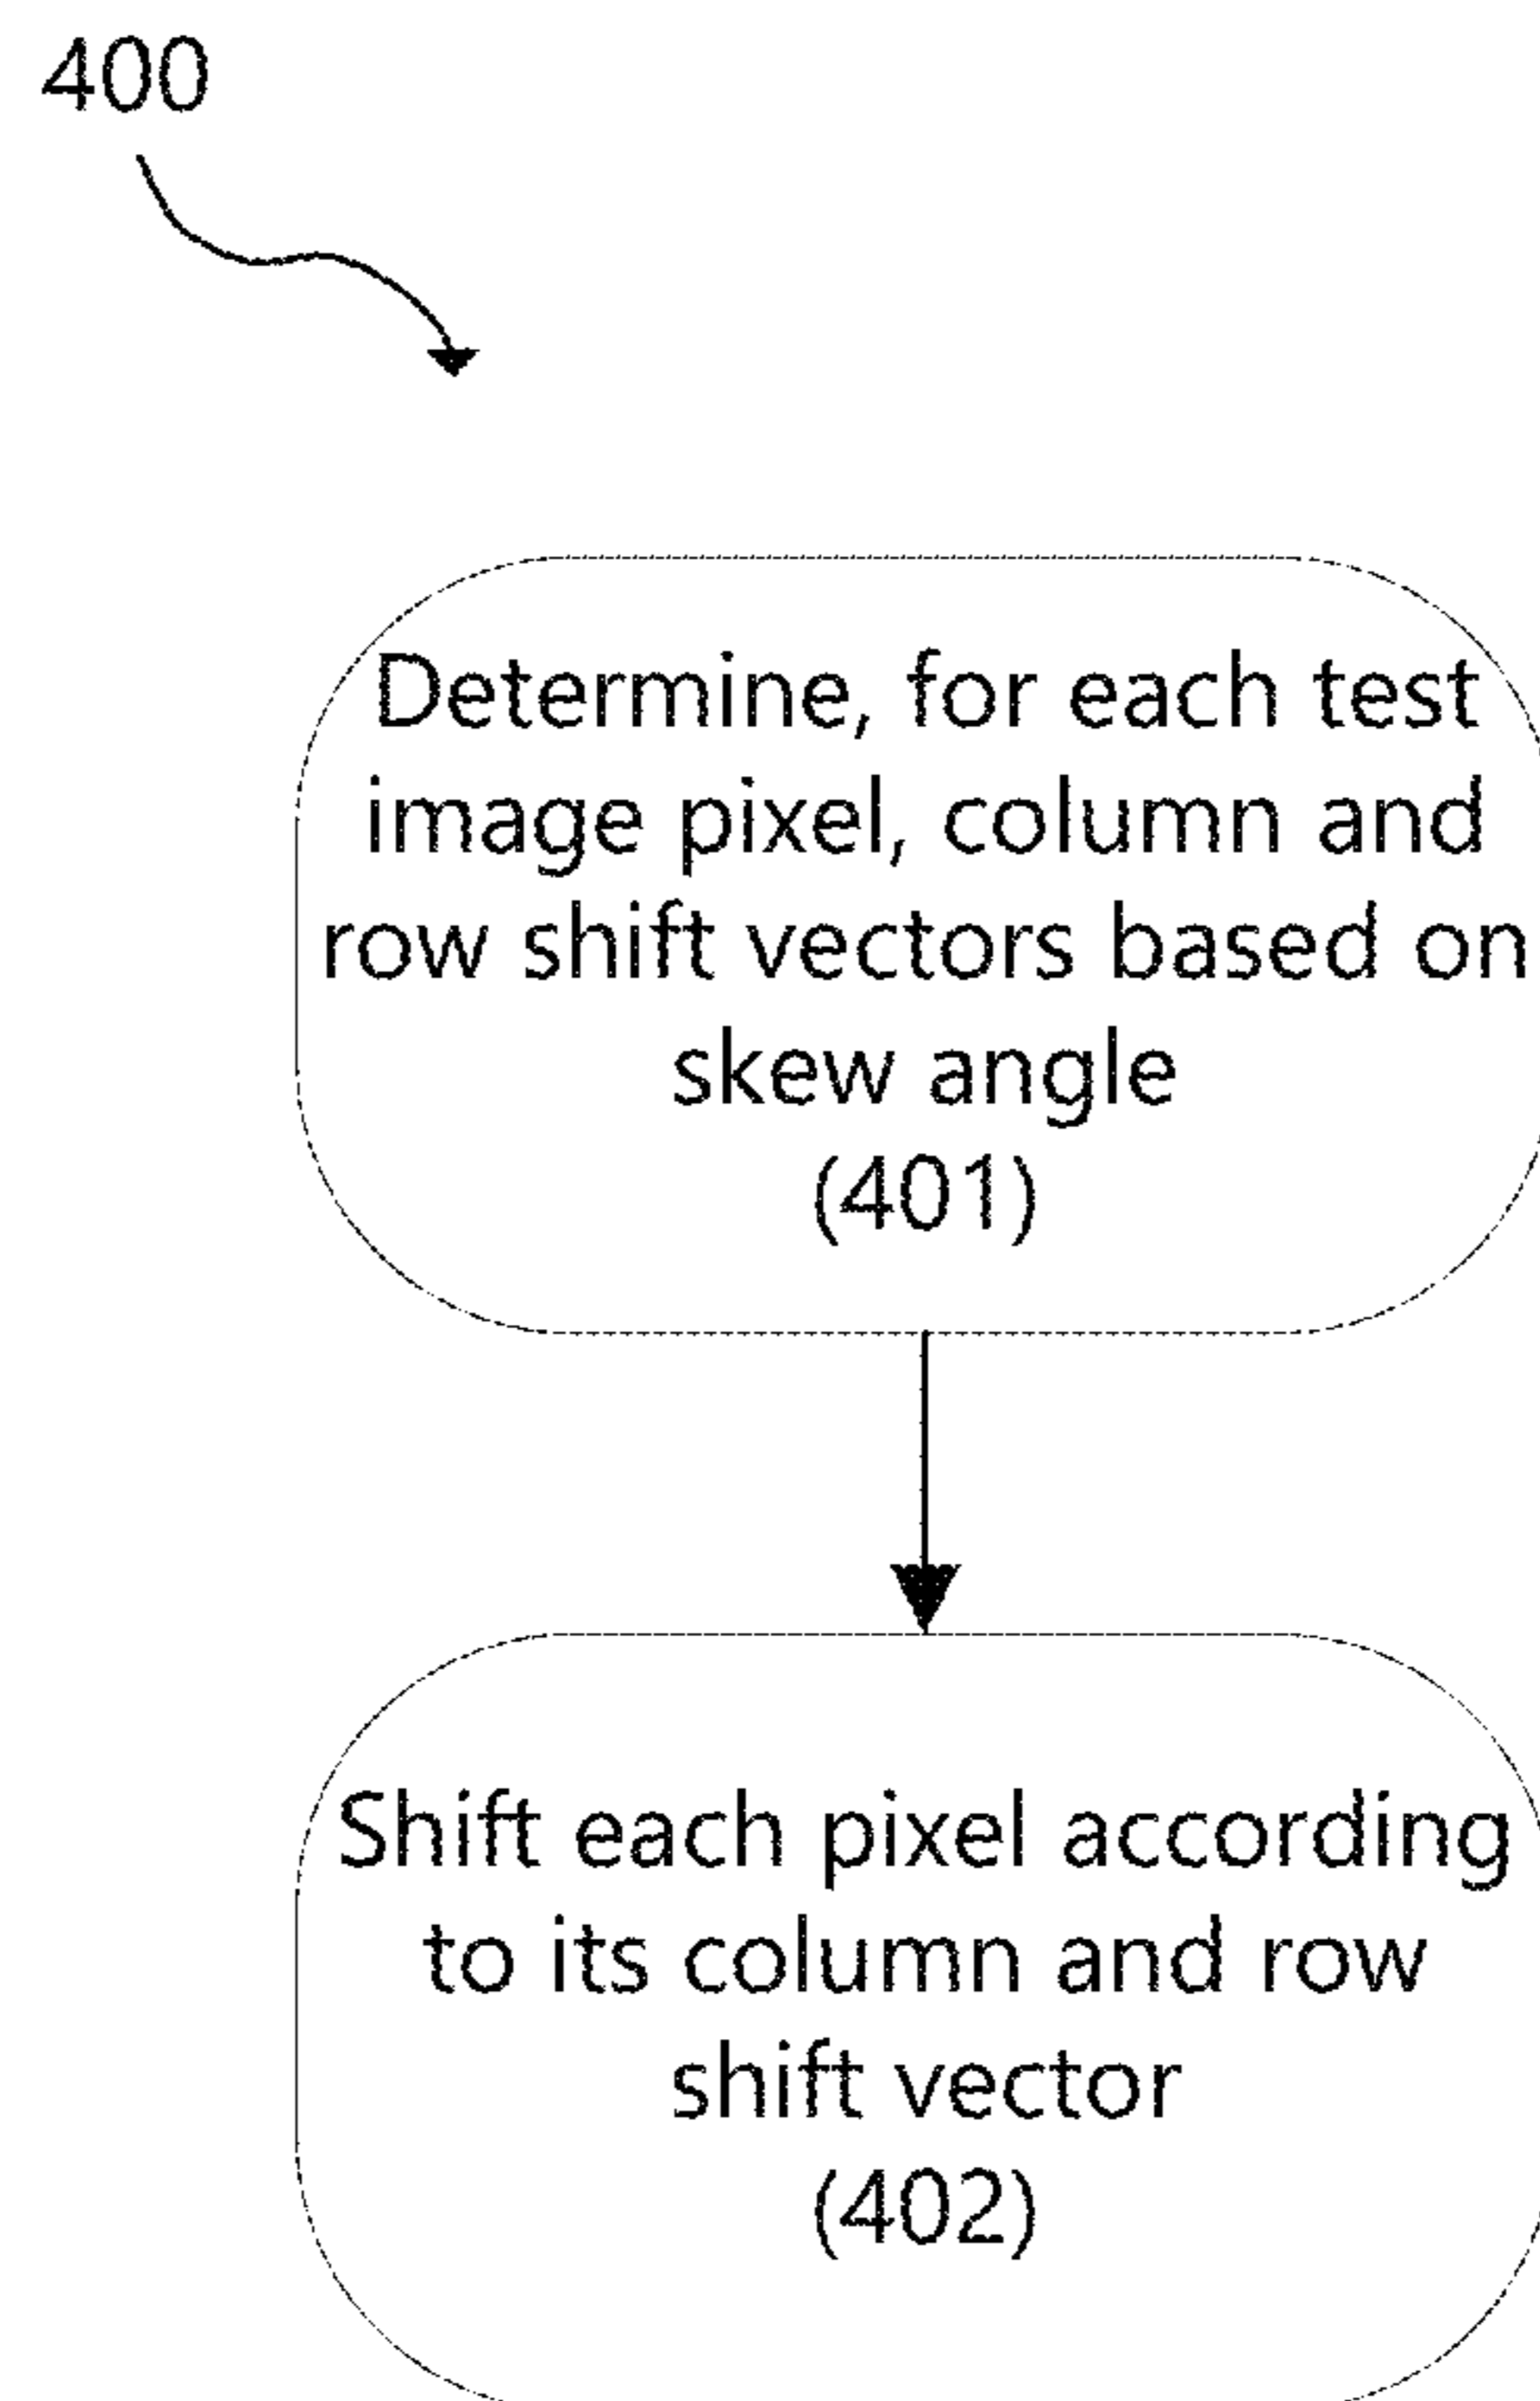 400
Determine, for each test
image pixel, column and
row shift vectors based on
skew angle
(401)
Shift each pixel according
to its column and row
shift vector
(402)